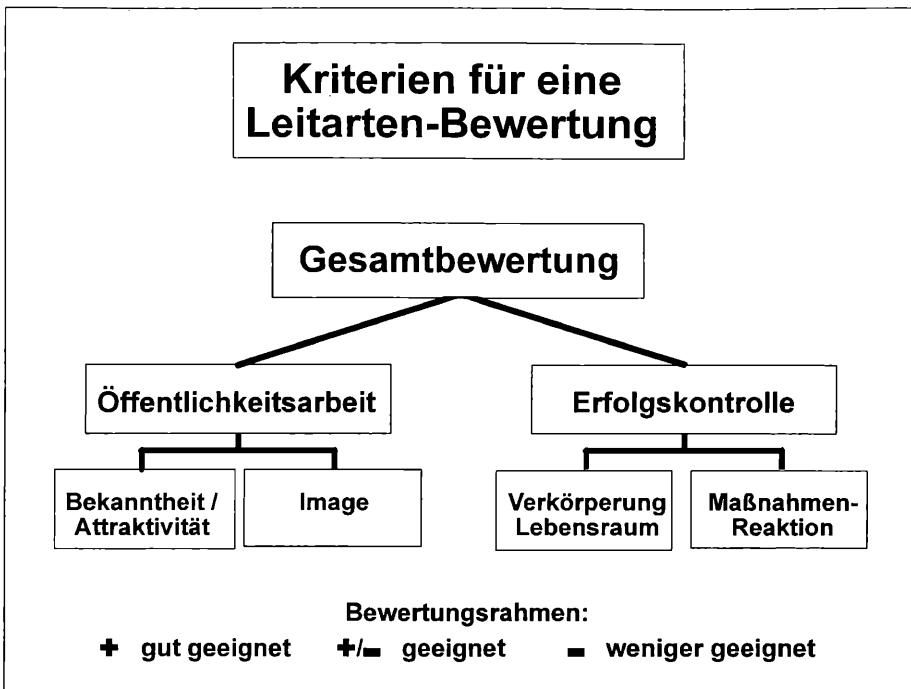 Kriterien für eine
Leitarten-Bewertung
Gesamtbewertung
Öffentlichkeitsarbeit
Erfolgskontrolle
Bekanntheit /
Attraktivität
Image
Verkörperung
Lebensraum
Maßnahmen-
Reaktion
Bewertungsrahmen:
+ gut geeignet +/- geeignet - weniger geeignet